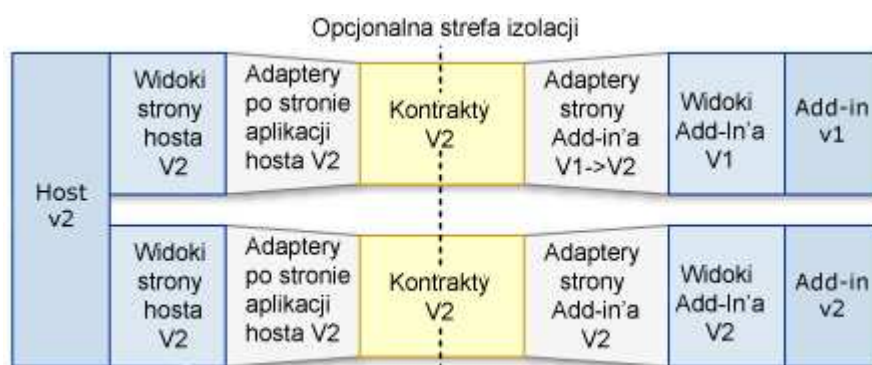 Opcjonalna strefa izolacji
Host
v2
Widoki
strony
hosta
V2
Adaptery
po stronie
aplikacji
hosta V2
Kontrakty
V2
Adaptery
strony
Add-in'a
V1->V2
Widoki
Add-In'a
V1
Add-in
v1
Widoki
strony
hosta
V2
Adaptery
po stronie
aplikacji
hosta V2
Kontrakty
V2
Adaptery
strony
Add-in'a
V2
Widoki
Add-In'a
V2
Add-in
v2